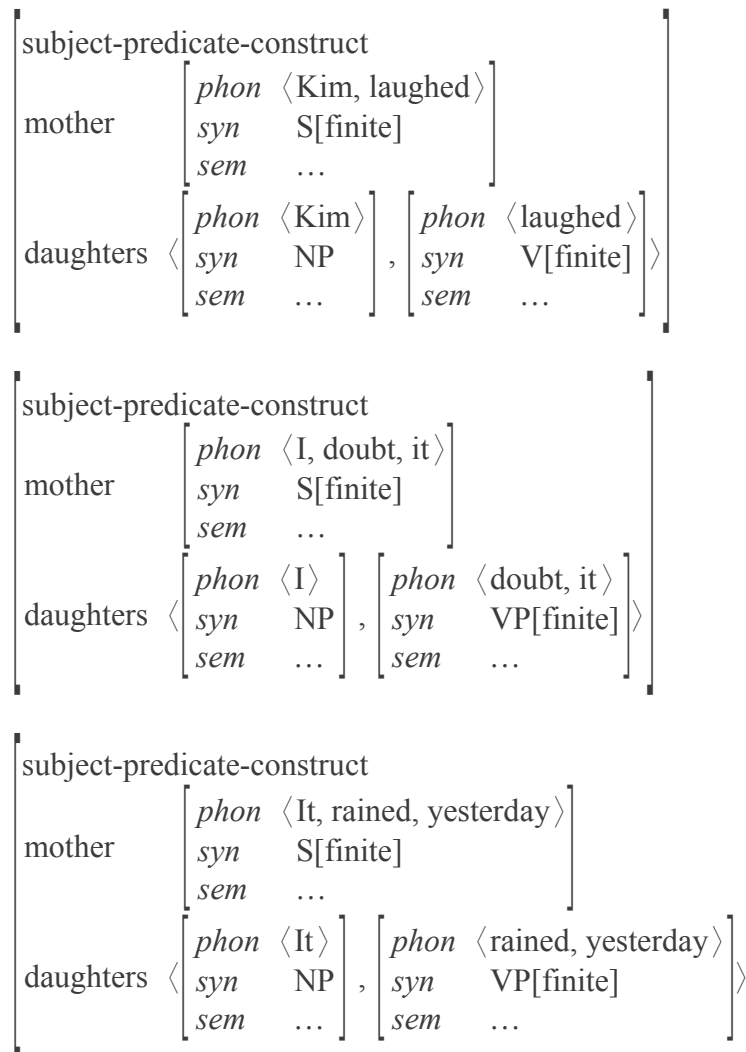 subject-predicate-construct
phon ⟨Kim, laughed⟩
mother syn S[finite]
sem …
phon ⟨Kim⟩ phon ⟨laughed⟩
daughters ⟨ syn NP , syn V[finite] ⟩
sem … sem …
subject-predicate-construct
phon ⟨I, doubt, it⟩
mother syn S[finite]
sem …
phon ⟨I⟩ phon ⟨doubt, it⟩
daughters ⟨ syn NP , syn VP[finite] ⟩
sem … sem …
subject-predicate-construct
phon ⟨It, rained, yesterday⟩
mother syn S[finite]
sem …
phon ⟨It⟩ phon ⟨rained, yesterday⟩
daughters ⟨ syn NP , syn VP[finite] ⟩
sem … sem …